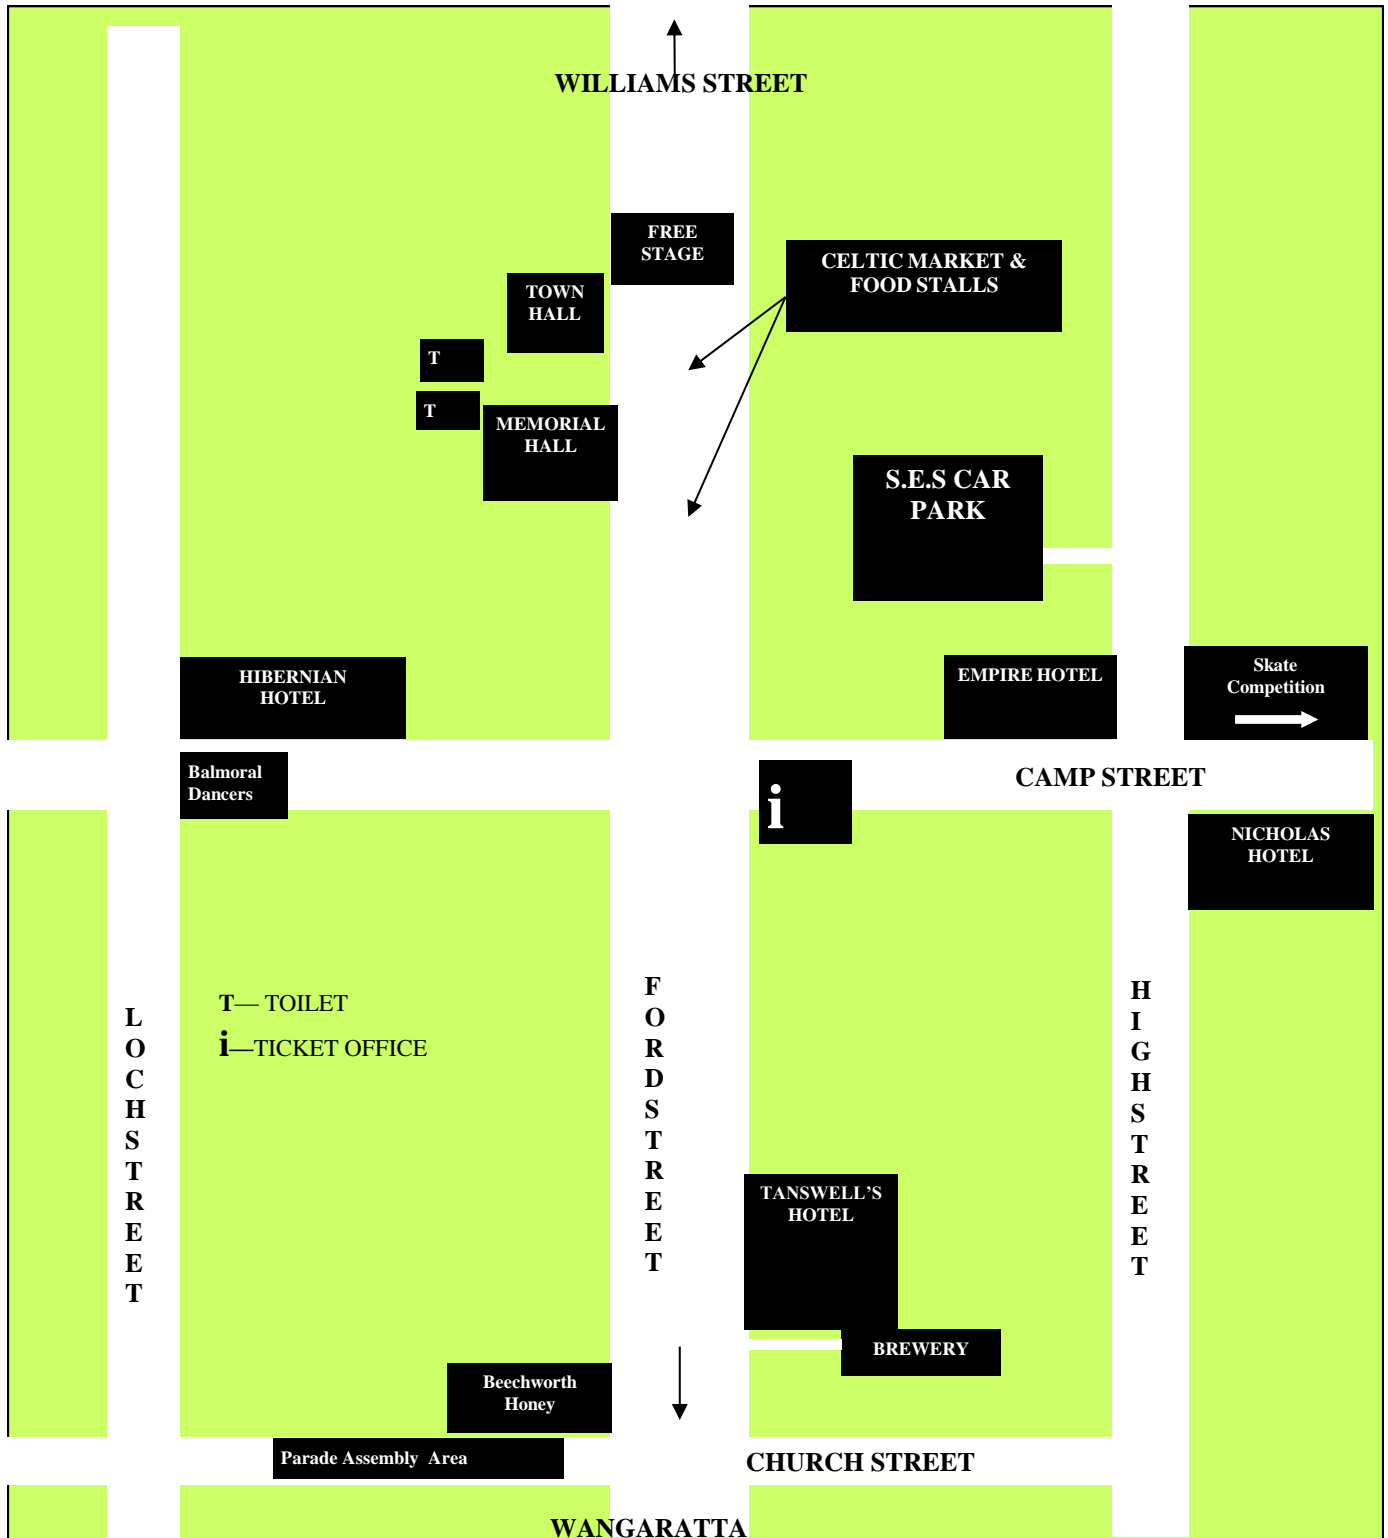 WILLIAMS STREET
FREE
STAGE
CELTIC MARKET &
FOOD STALLS
TOWN
HALL
T
T
MEMORIAL
HALL
S.E.S CAR
PARK
HIBERNIAN
HOTEL
EMPIRE HOTEL
Skate
Competition
Balmoral
Dancers
i
CAMP STREET
NICHOLAS
HOTEL
T— TOILET
i—TICKET OFFICE
L
O
C
H
S
T
R
E
E
T
F
O
R
D
S
T
R
E
E
T
H
I
G
H
S
T
R
E
E
T
TANSWELL’S
HOTEL
BREWERY
Beechworth
Honey
Parade Assembly  Area
CHURCH STREET
WANGARATTA